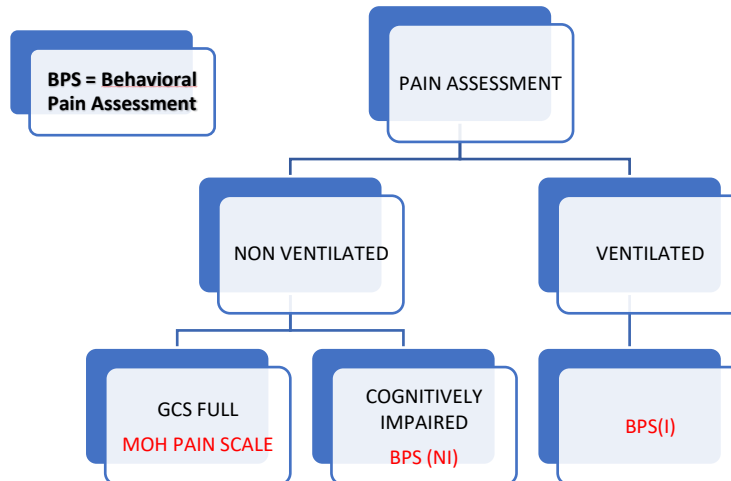 BPS = Behavioral
Pain Assessment
PAIN ASSESSMENT
NON VENTILATED
VENTILATED
GCS FULL
MOH PAIN SCALE
COGNITIVELY
IMPAIRED
BPS (NI)
BPS(I)